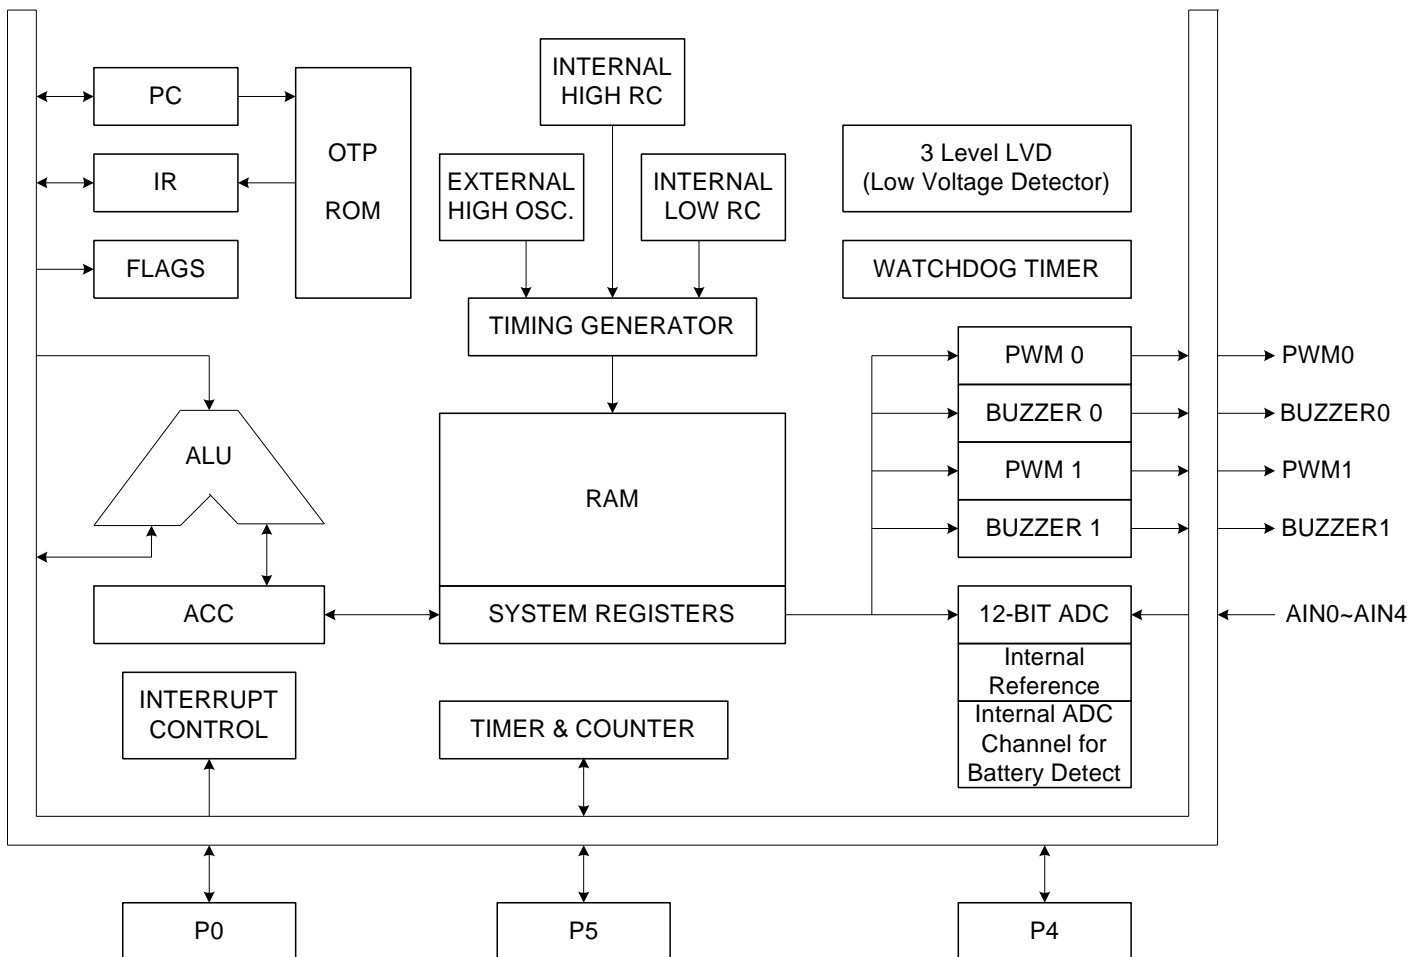 INTERNAL
HIGH RC
PC
OTP
ROM
3 Level LVD
(Low Voltage Detector)
IR
EXTERNAL
HIGH OSC.
INTERNAL
LOW RC
FLAGS
WATCHDOG TIMER
TIMING GENERATOR
PWM 0
PWM0
BUZZER 0
BUZZER0
ALU
PWM 1
PWM1
RAM
BUZZER 1
BUZZER1
ACC
SYSTEM REGISTERS
12-BIT ADC
AIN0~AIN4
Internal
Reference
INTERRUPT
CONTROL
TIMER & COUNTER
Internal ADC
Channel for
Battery Detect
P0
P5
P4